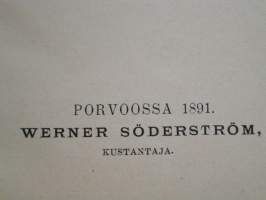 PORVOOSSA 1891.
WERNER SÖDERSTRÖM,
KUSTANTAJA.